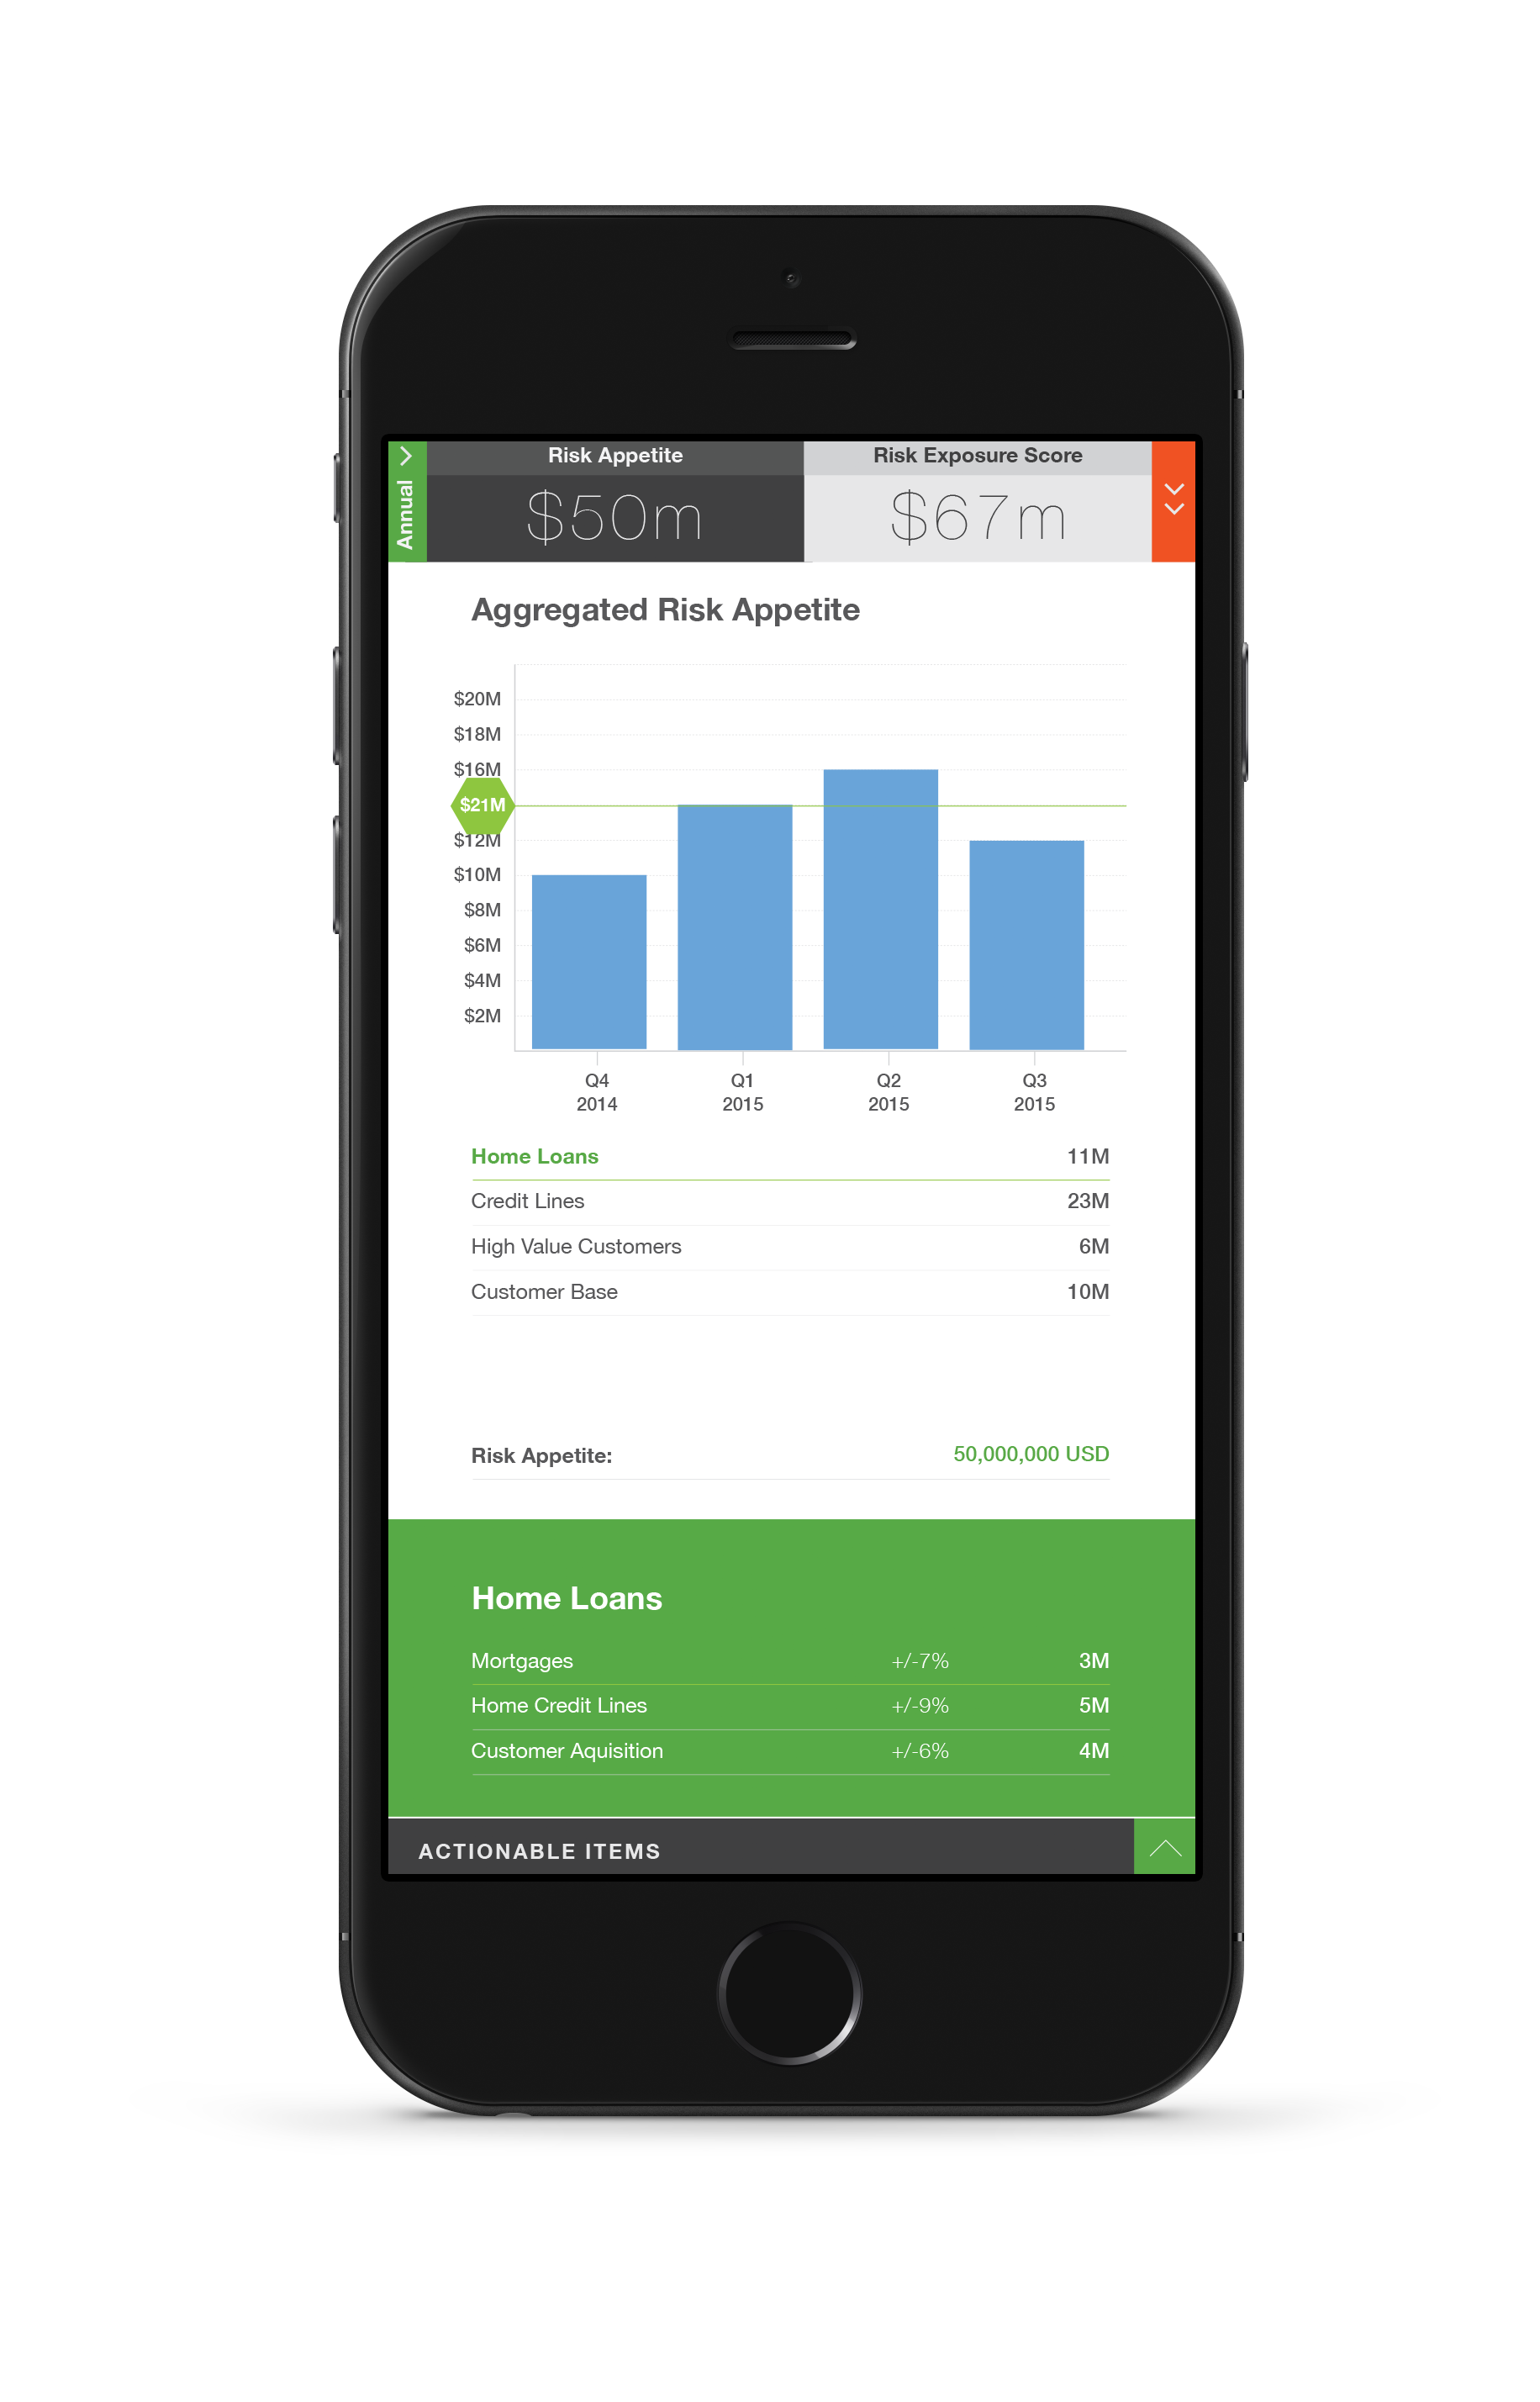 Annual
Risk Appetite
$50m
Risk Exposure Score
$67m
Aggregated Risk Appetite
$20M
$18M
$16M
$21M
$12M
$10M
$8M
$6M
$4M
$2M
Q4 2014
Q1 2015
Q2 2015
Q3 2015
Home Loans 11M
Credit Lines 23M
High Value Customers 6M
Customer Base 10M
Risk Appetite: 50,000,000 USD
Home Loans
Mortgages +/-7% 3M
Home Credit Lines +/-9% 5M
Customer Aquisition +/-6% 4M
ACTIONABLE ITEMS